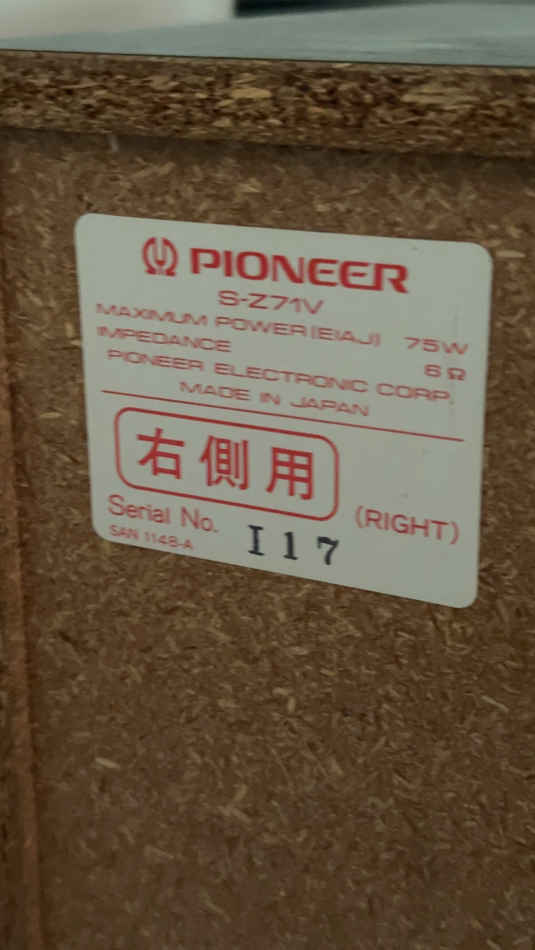 PIONEER
S-Z71V
MAXIMUM POWER(EIAJ) 75W
IMPEDANCE 6Ω
PIONEER ELECTRONIC CORP.
MADE IN JAPAN
右側用 (RIGHT)
Serial No. I17
SAN 1148-A